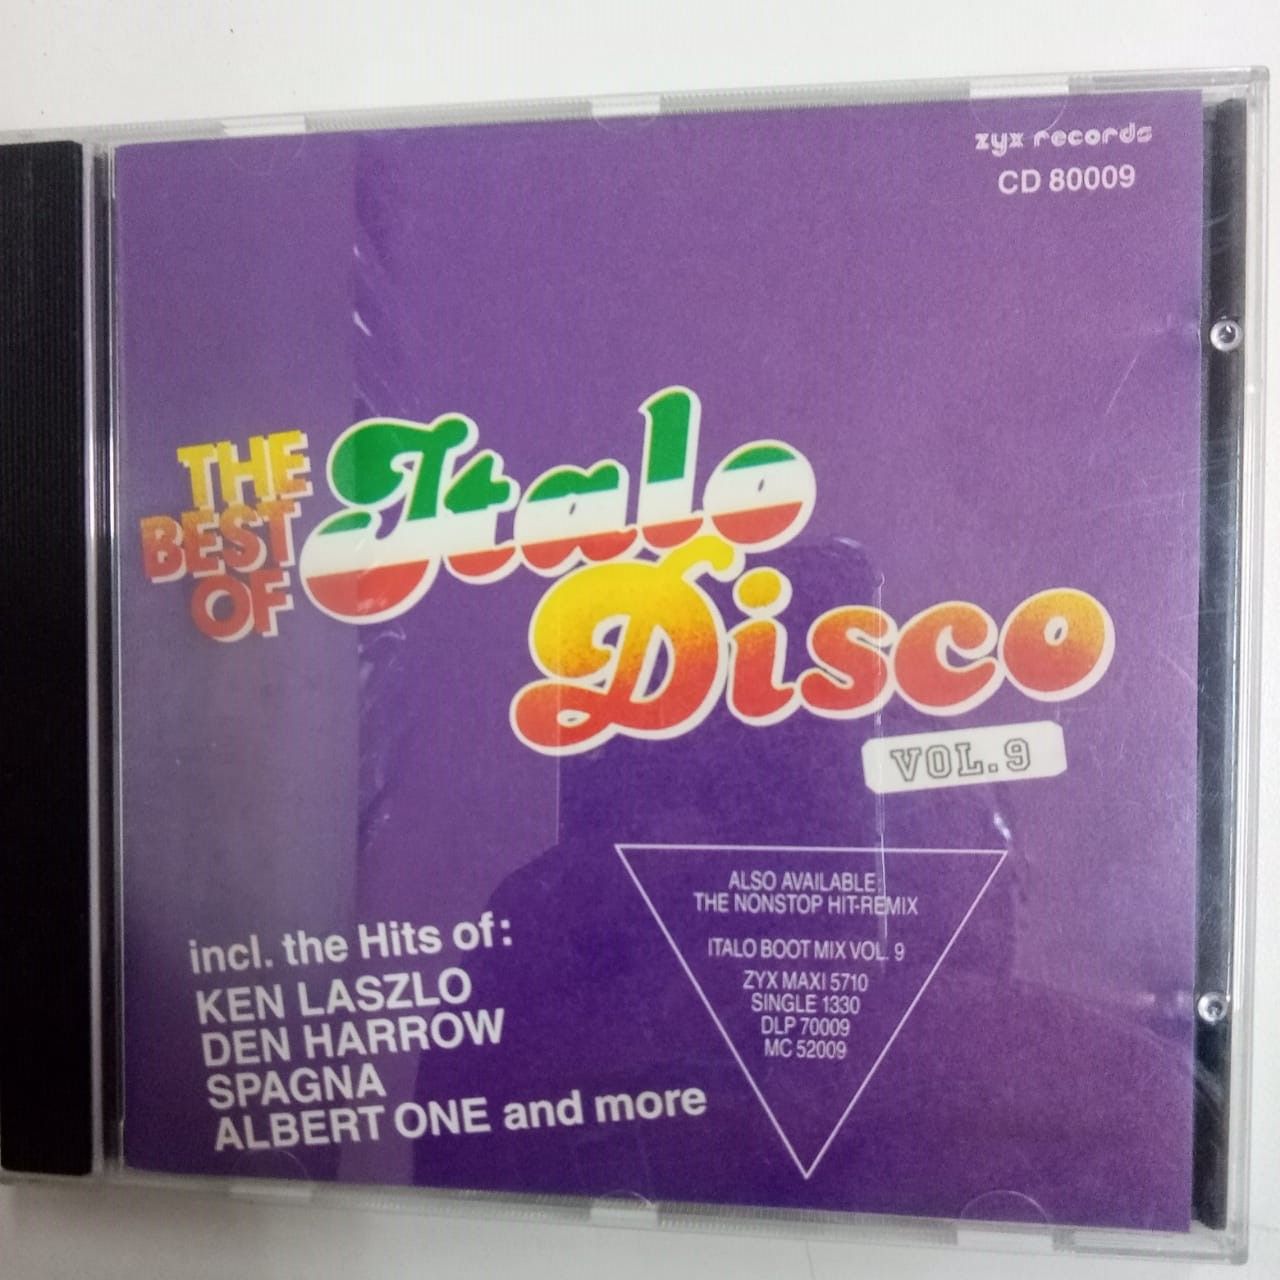 zyx records
CD 80009
THE
BEST
OF
Italo
Disco
VOL.9
ALSO AVAILABLE:
THE NONSTOP HIT-REMIX
ITALO BOOT MIX VOL. 9
ZYX MAXI 5710
SINGLE 1330
DLP 70009
MC 52009
incl. the Hits of:
KEN LASZLO
DEN HARROW
SPAGNA
ALBERT ONE and more